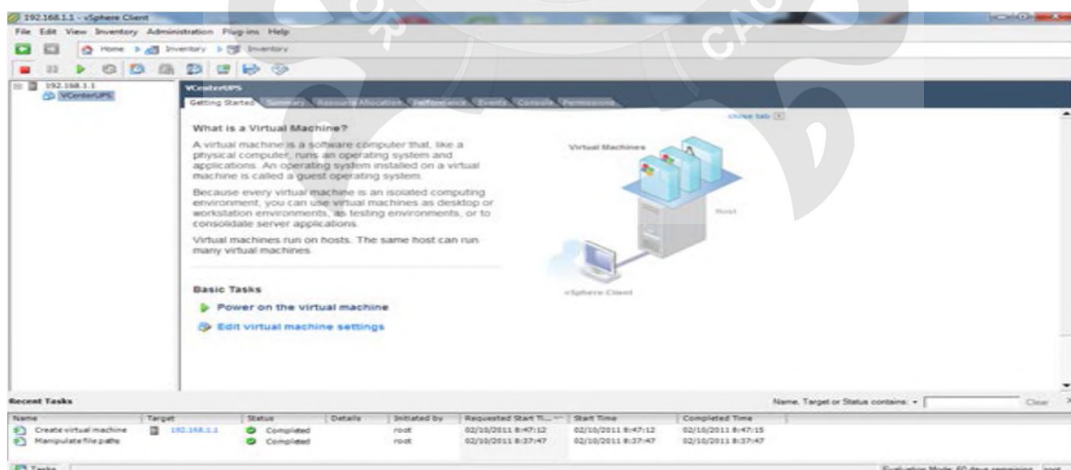 192.168.1.1 - vSphere Client
File Edit View Inventory Administration Plug-ins Help
Home Inventory Inventory
192.168.1.1
VCenterUPS
VCenterUPS
Getting Started Summary Resource Allocation Performance Events Console Permissions
close tab
What is a Virtual Machine?
A virtual machine is a software computer that, like a
physical computer, runs an operating system and
applications. An operating system installed on a virtual
machine is called a guest operating system.
Because every virtual machine is an isolated computing
environment, you can use virtual machines as desktop or
workstation environments, as testing environments, or to
consolidate server applications.
Virtual machines run on hosts. The same host can run
many virtual machines.
Virtual Machines
Host
vSphere Client
Basic Tasks
Power on the virtual machine
Edit virtual machine settings
Recent Tasks
Name, Target or Status contains: Clear
Name Target Status Details Initiated by Requested Start Ti... Start Time Completed Time
Create virtual machine 192.168.1.1 Completed root 02/10/2011 8:47:12 02/10/2011 8:47:12 02/10/2011 8:47:15
Manipulate file paths Completed root 02/10/2011 8:37:47 02/10/2011 8:37:47 02/10/2011 8:37:47
Tasks
Evaluation Mode: 60 days remaining root